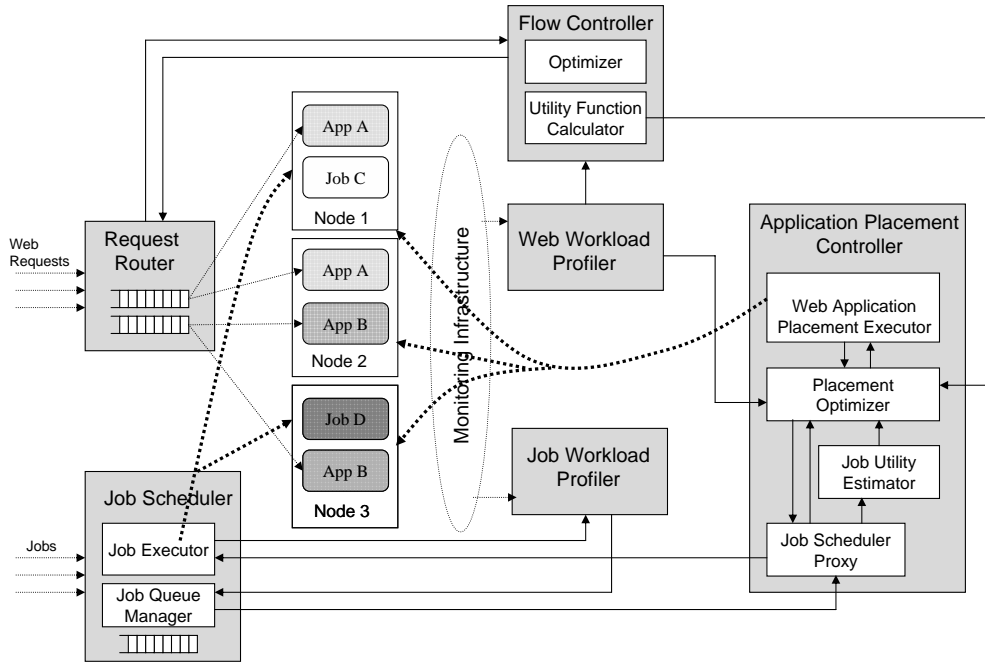 Flow Controller
Optimizer
Utility Function
Calculator
App A
Job C
Node 1
Request
Router
Web
Requests
App A
App B
Node 2
Monitoring Infrastructure
Web Workload
Profiler
Application Placement
Controller
Web Application
Placement Executor
Placement
Optimizer
Job Utility
Estimator
Job Scheduler
Proxy
Job D
App B
Node 3
Job Workload
Profiler
Job Scheduler
Jobs
Job Executor
Job Queue
Manager